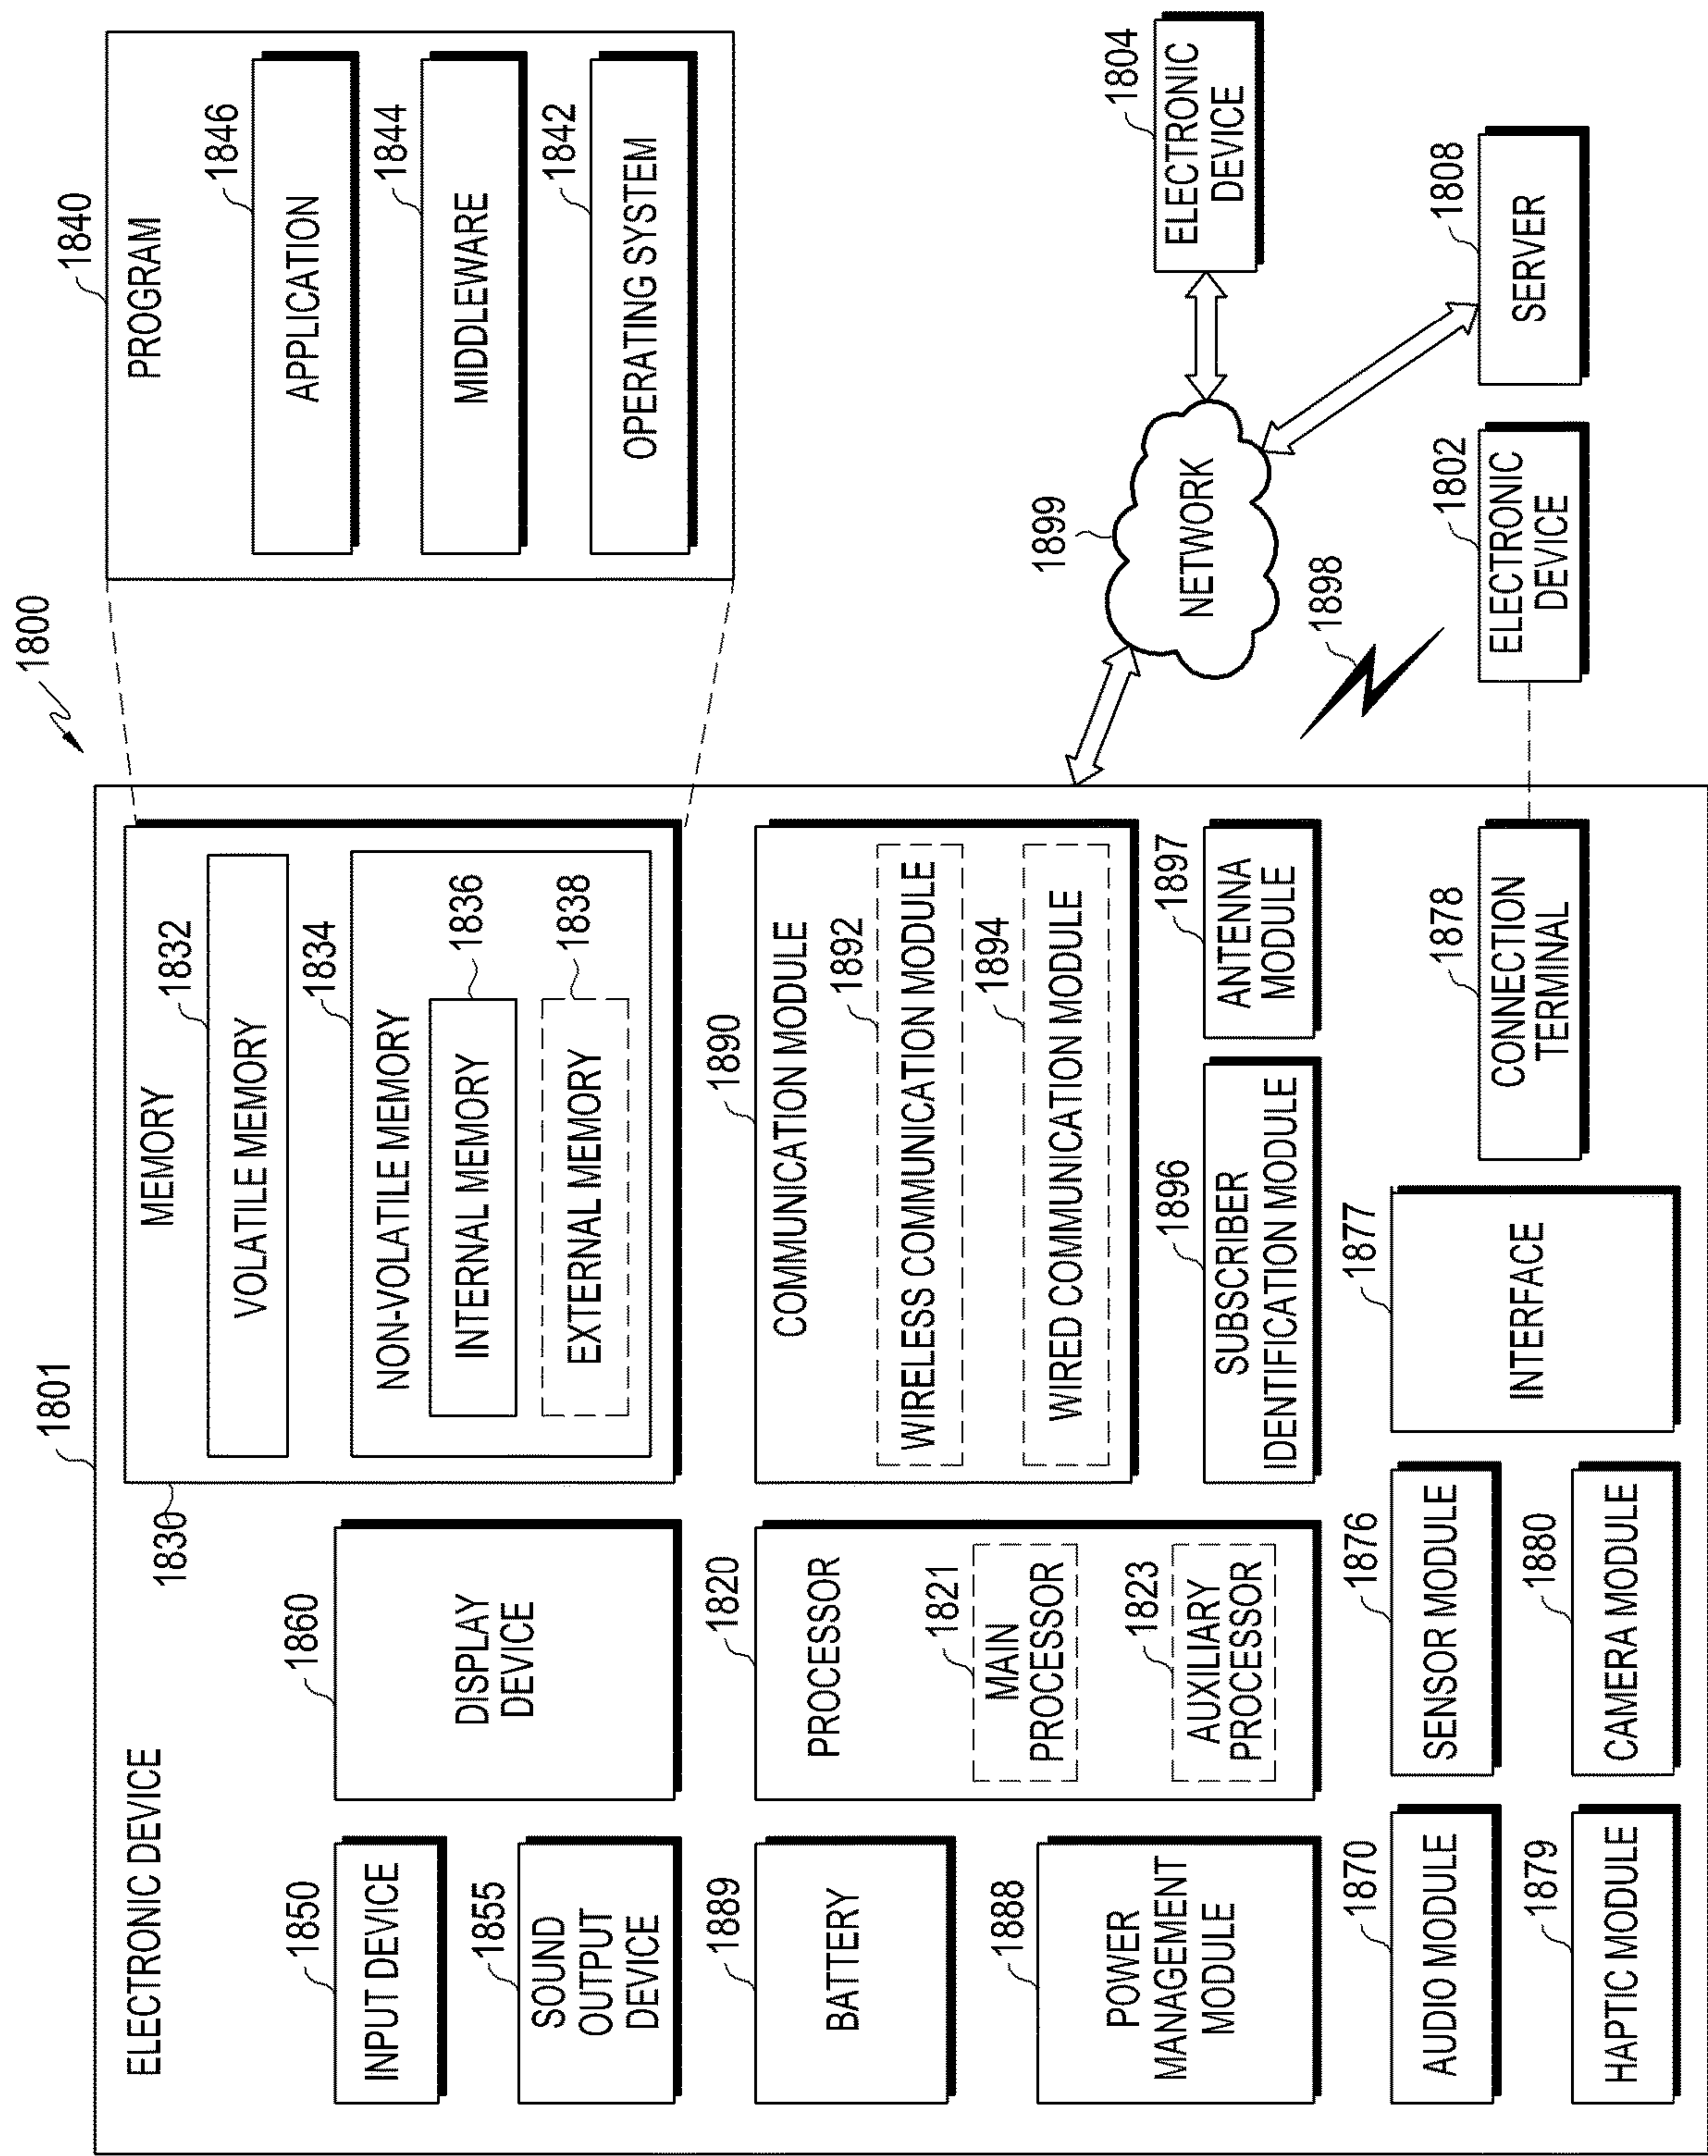 1800
1801
ELECTRONIC DEVICE
1830
MEMORY
1832
VOLATILE MEMORY
1834
NON-VOLATILE MEMORY
1836
INTERNAL MEMORY
1838
EXTERNAL MEMORY
1840
PROGRAM
1846
APPLICATION
1844
MIDDLEWARE
1842
OPERATING SYSTEM
1850
INPUT DEVICE
1855
SOUND
OUTPUT
DEVICE
1860
DISPLAY
DEVICE
1889
BATTERY
1888
POWER
MANAGEMENT
MODULE
1820
PROCESSOR
1821
MAIN
PROCESSOR
1823
AUXILIARY
PROCESSOR
1890
COMMUNICATION MODULE
1892
WIRELESS COMMUNICATION MODULE
1894
WIRED COMMUNICATION MODULE
1896
SUBSCRIBER
IDENTIFICATION MODULE
1897
ANTENNA
MODULE
1870
AUDIO MODULE
1876
SENSOR MODULE
1877
INTERFACE
1878
CONNECTION
TERMINAL
1879
HAPTIC MODULE
1880
CAMERA MODULE
1899
NETWORK
1804
ELECTRONIC
DEVICE
1898
1802
ELECTRONIC
DEVICE
1808
SERVER